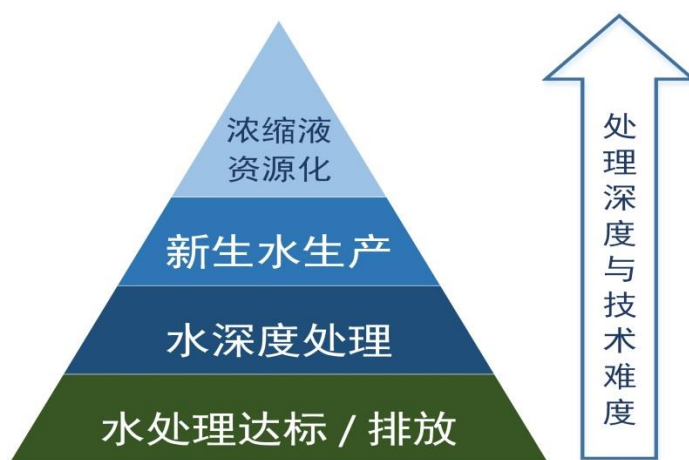 浓缩液
资源化
新生水生产
水深度处理
水处理达标 / 排放
处理深度与技术难度